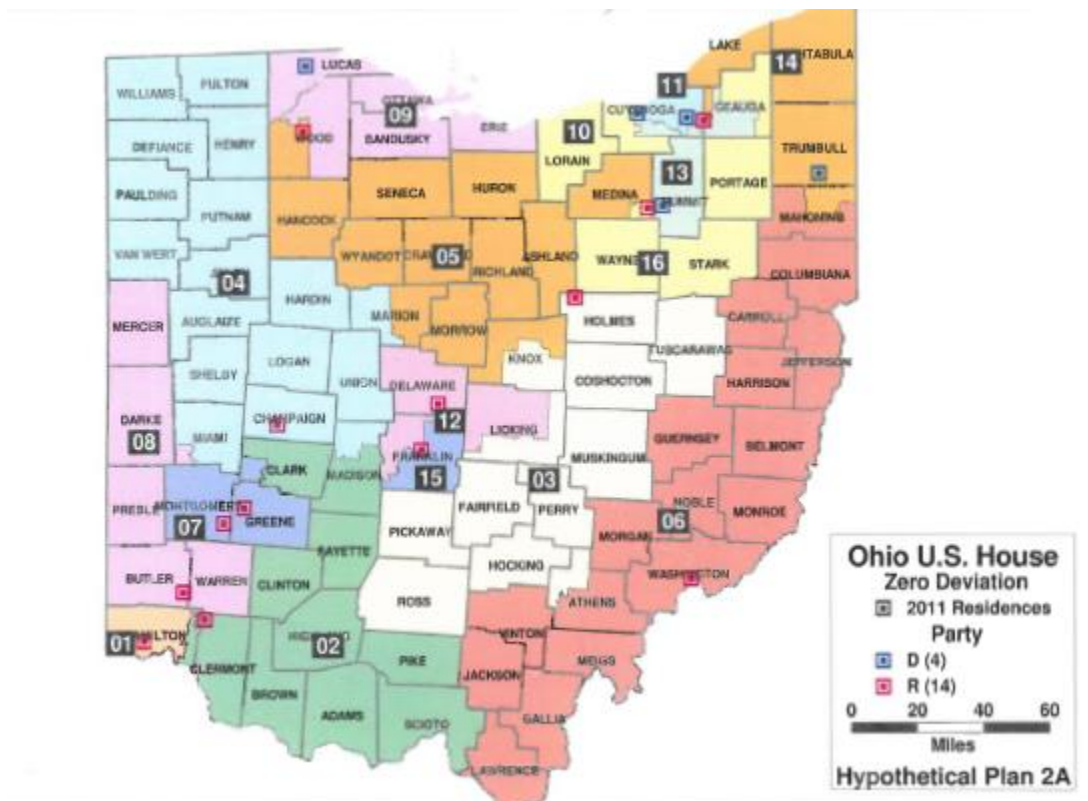 LAKE
14
LUCAS
11
FULTON
WILLIAMS
GEAUGA
09
10
ERIE
WOOD
SANDUSKY
DEFIANCE
HENRY
TRUMBULL
LORAIN
13
PORTAGE
SENECA
HURON
MEDINA
PAULDING
PUTNAM
HANCOCK
MAHONING
VAN WERT
WYANDOT
05
ASHLAND
RICHLAND
WAYNE
16
STARK
COLUMBIANA
04
HARDIN
MARION
MERCER
AUGLAIZE
MORROW
HOLMES
CARROLL
TUSCARAWAS
KNOX
LOGAN
JEFFERSON
SHELBY
UNION
DELAWARE
COSHOCTON
HARRISON
DARKE
CHAMPAIGN
12
LICKING
08
MIAMI
GUERNSEY
BELMONT
FRANKLIN
MUSKINGUM
CLARK
MADISON
15
03
NOBLE
PREBLE
MONTGOMERY
07
GREENE
FAIRFIELD
PERRY
MONROE
06
PICKAWAY
MORGAN
FAYETTE
HOCKING
BUTLER
WARREN
CLINTON
WASHINGTON
ROSS
ATHENS
01
02
VINTON
CLERMONT
PIKE
MEIGS
JACKSON
BROWN
ADAMS
SCIOTO
GALLIA
LAWRENCE
Ohio U.S. House
Zero Deviation
2011 Residences
Party
D (4)
R (14)
0 20 40 60
Miles
Hypothetical Plan 2A